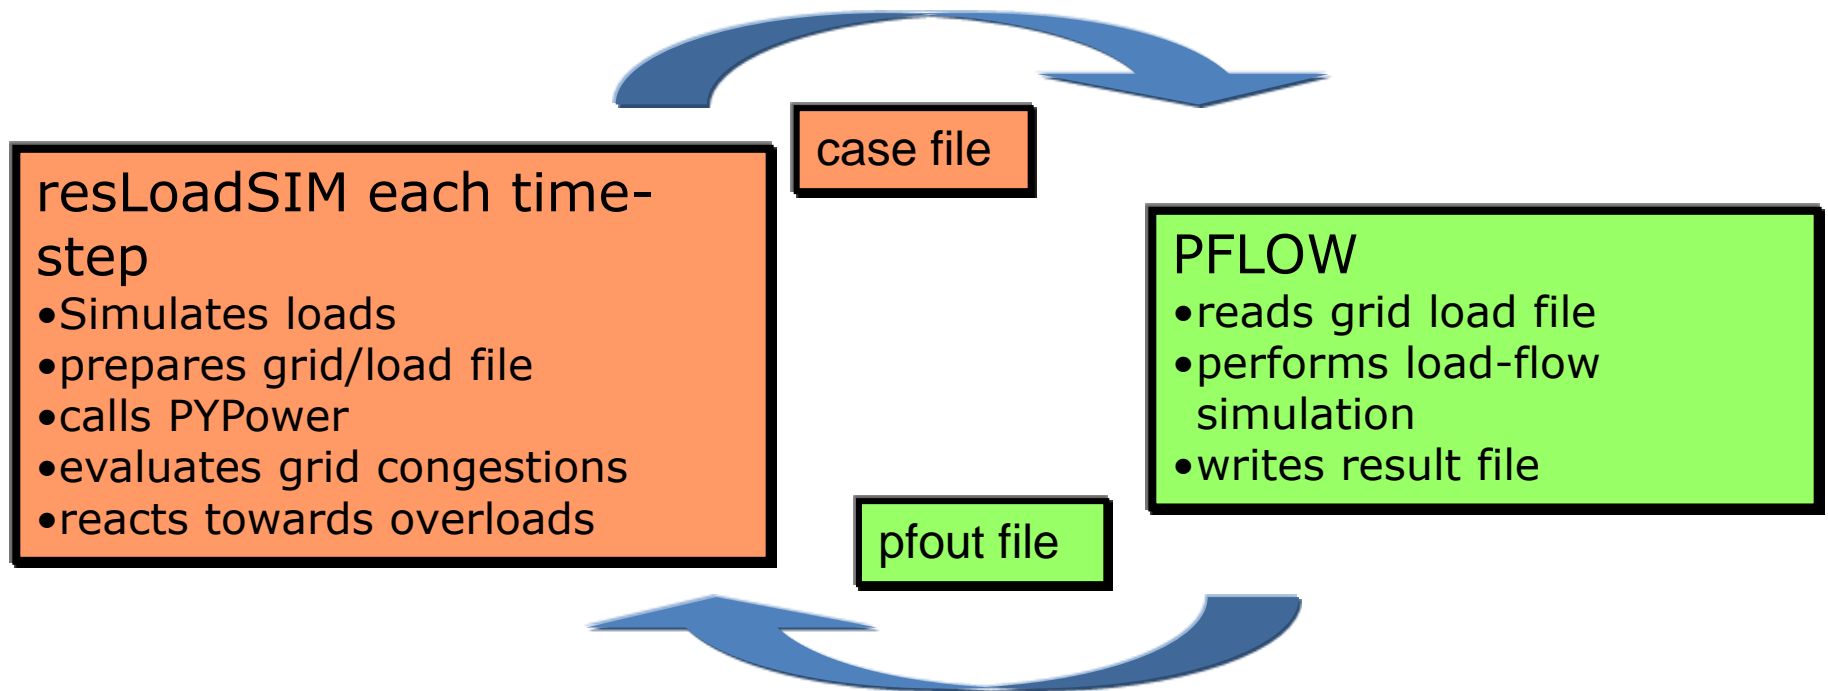 case file
resLoadSIM each time-
step
•Simulates loads
•prepares grid/load file
•calls PYPower
•evaluates grid congestions
•reacts towards overloads
PFLOW
•reads grid load file
•performs load-flow
simulation
•writes result file
pfout file